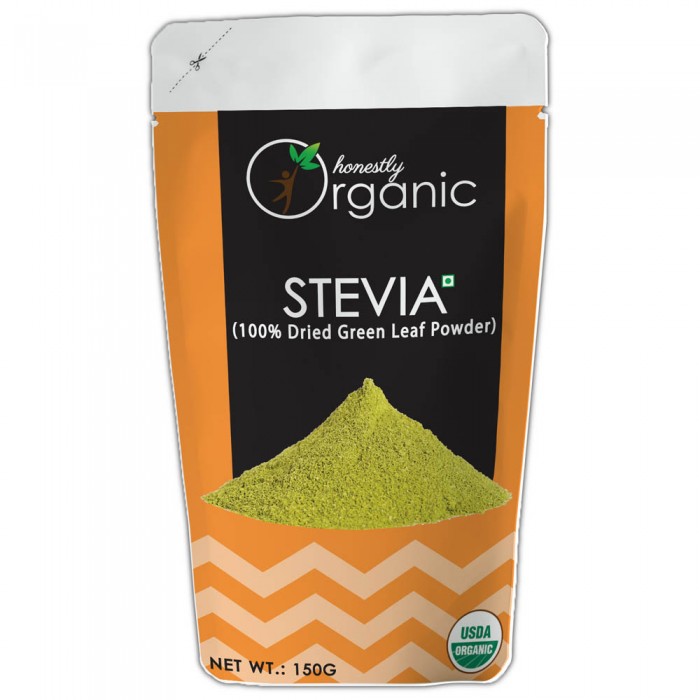 honestly
Organic
STEVIA
(100% Dried Green Leaf Powder)
USDA
ORGANIC
NET WT.: 150G